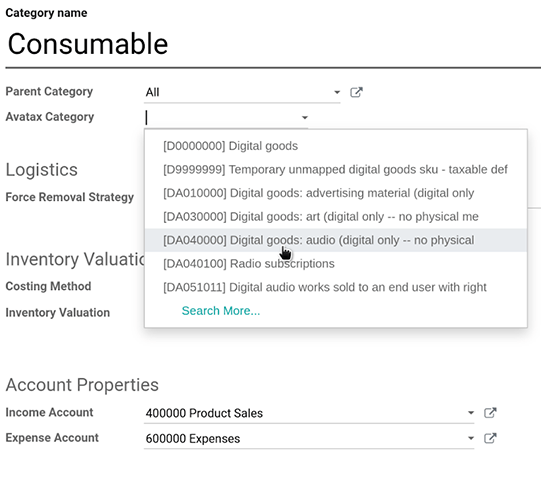 Category name
Consumable
Parent Category All
Avatax Category
[D0000000] Digital goods
[D9999999] Temporary unmapped digital goods sku - taxable def
Logistics
[DA010000] Digital goods: advertising material (digital only
Force Removal Strategy
[DA030000] Digital goods: art (digital only -- no physical me
[DA040000] Digital goods: audio (digital only -- no physical
Inventory Valuatio
[DA040100] Radio subscriptions
Costing Method
[DA051011] Digital audio works sold to an end user with right
Inventory Valuation
Search More...
Account Properties
Income Account 400000 Product Sales
Expense Account 600000 Expenses